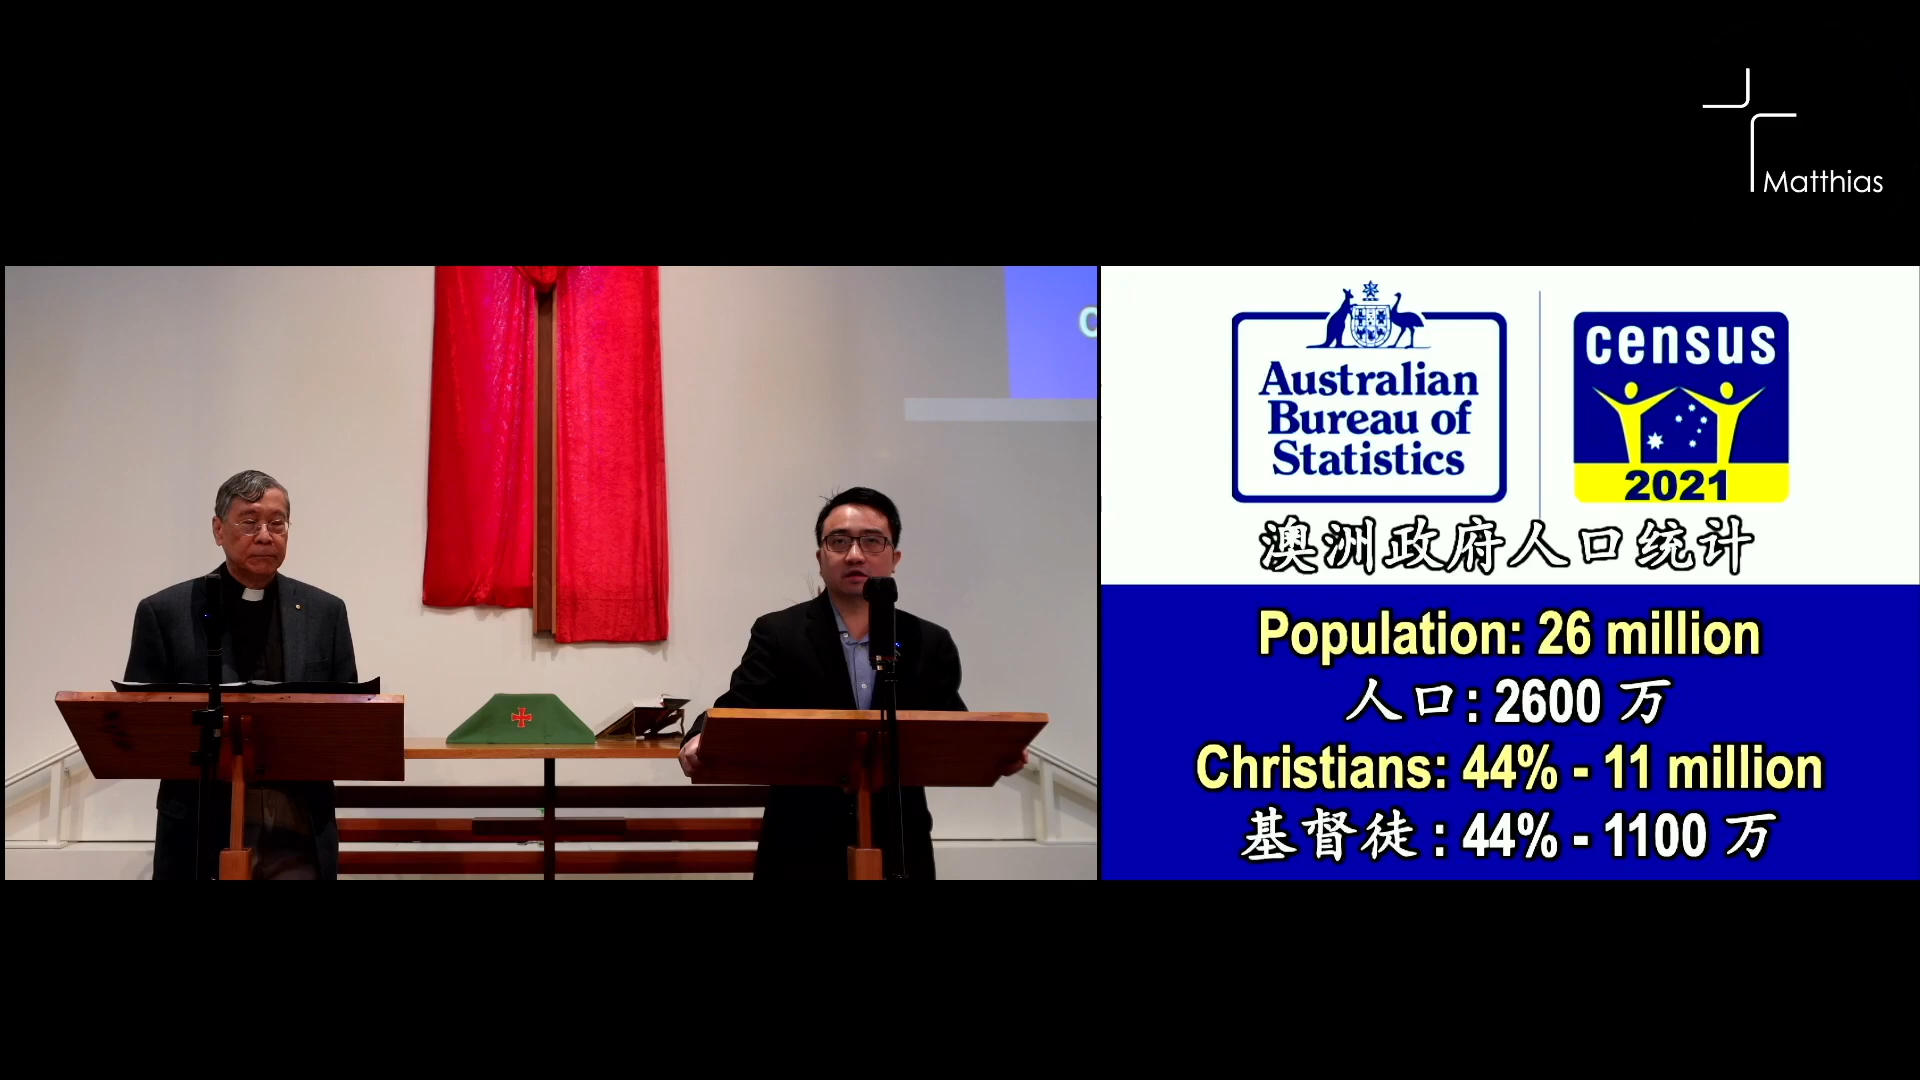 Matthias
Australian
Bureau of
Statistics
census
2021
澳洲政府人口统计
Population: 26 million
人口: 2600 万
Christians: 44% - 11 million
基督徒 : 44% - 1100 万